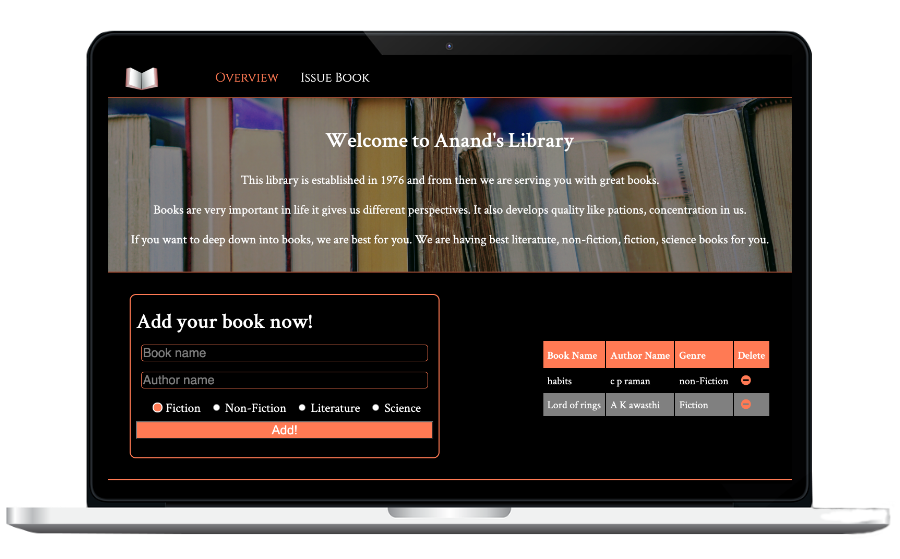 Overview Issue Book
Welcome to Anand's Library
This library is established in 1976 and from then we are serving you with great books.
Books are very important in life it gives us different perspectives. It also develops quality like pations, concentration in us.
If you want to deep down into books, we are best for you. We are having best literatute, non-fiction, fiction, science books for you.
Add your book now!
Book name
Author name
Fiction Non-Fiction Literature Science
Add!
Book Name Author Name Genre Delete
habits c p raman non-Fiction
Lord of rings A K awasthi Fiction